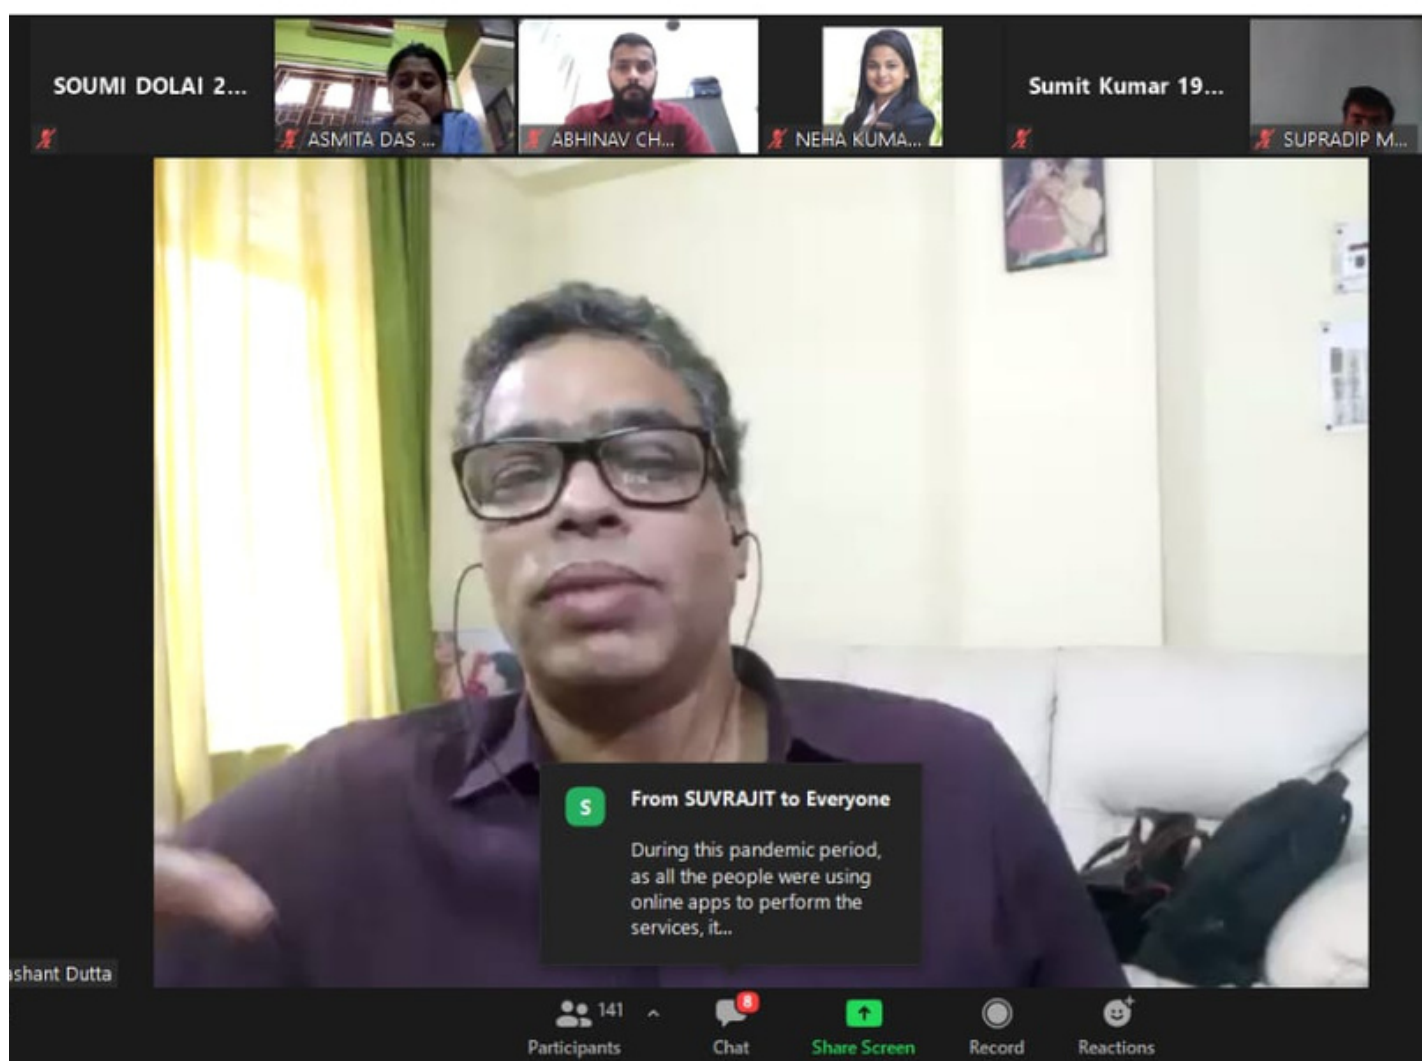 SOUMI DOLAI 2...
ASMITA DAS ...
ABHINAV CH...
NEHA KUMA...
Sumit Kumar 19...
SUPRADIP M...
S
From SUVRAJIT to Everyone
During this pandemic period,
as all the people were using
online apps to perform the
services, it...
ashant Dutta
141
Participants
8
Chat
Share Screen
Record
Reactions